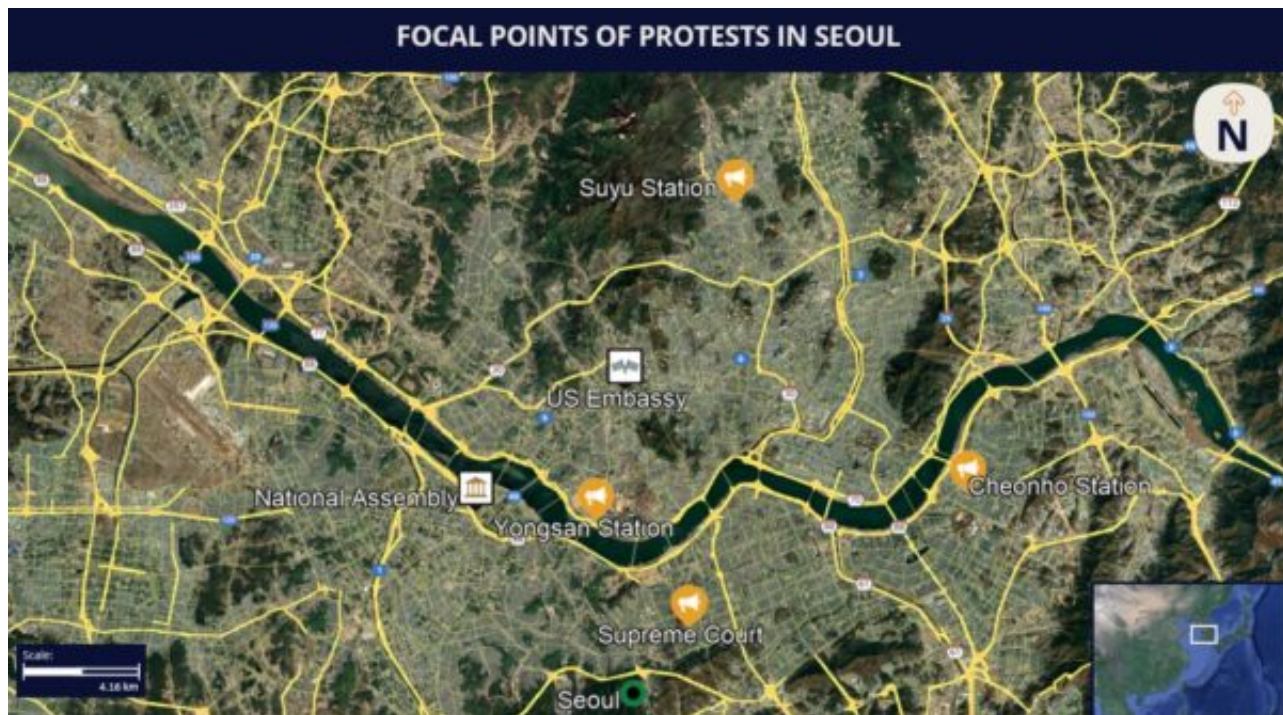 FOCAL POINTS OF PROTESTS IN SEOUL
N
Suyu Station
US Embassy
National Assembly
Cheonho Station
Yongsan Station
Supreme Court
Seoul
Scale:
4.16 km